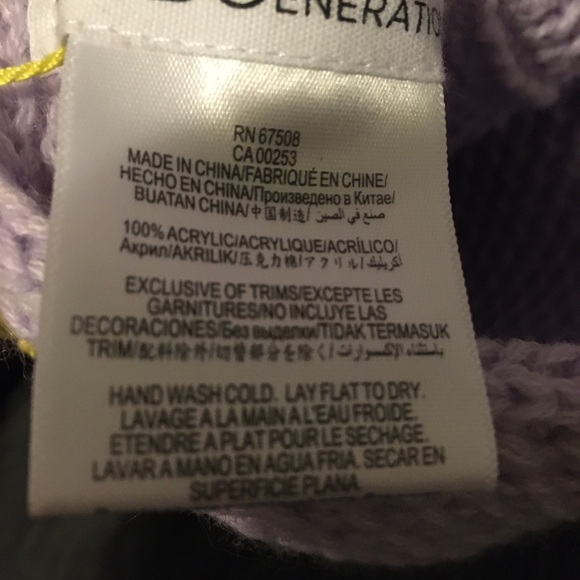 GENERATION
RN 67508
CA 00253
MADE IN CHINA/FABRIQUÉ EN CHINE/
HECHO EN CHINA/Произведено в Китае/
BUATAN CHINA/中国制造/ صنع في الصين
100% ACRYLIC/ACRYLIQUE/ACRÍLICO/
Акрил/AKRILIK/压克力棉/アクリル/أكريليك
EXCLUSIVE OF TRIMS/EXCEPTE LES
GARNITURES/NO INCLUYE LAS
DECORACIONES/Без выделки/TIDAK TERMASUK
TRIM/配料除外/切替部分を除く/باستثناء الإكسسوارات
HAND WASH COLD. LAY FLAT TO DRY.
LAVAGE A LA MAIN A L'EAU FROIDE.
ETENDRE A PLAT POUR LE SECHAGE.
LAVAR A MANO EN AGUA FRIA. SECAR EN
SUPERFICIE PLANA.